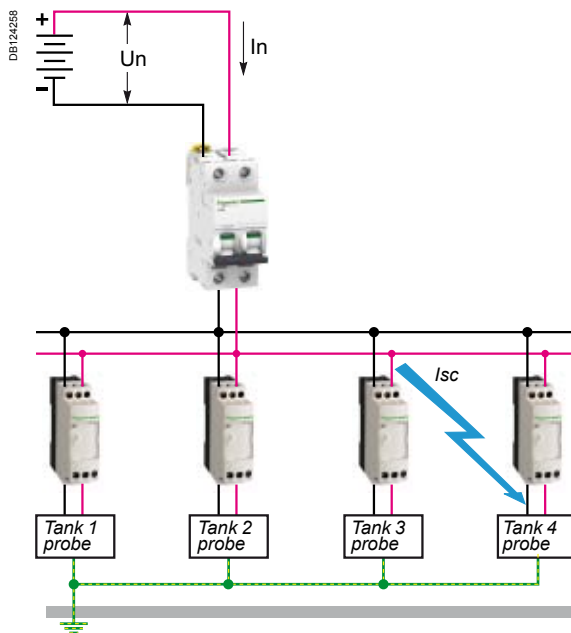 DB124258
+
Un
In
-
Isc
Tank 1
probe
Tank 2
probe
Tank 3
probe
Tank 4
probe